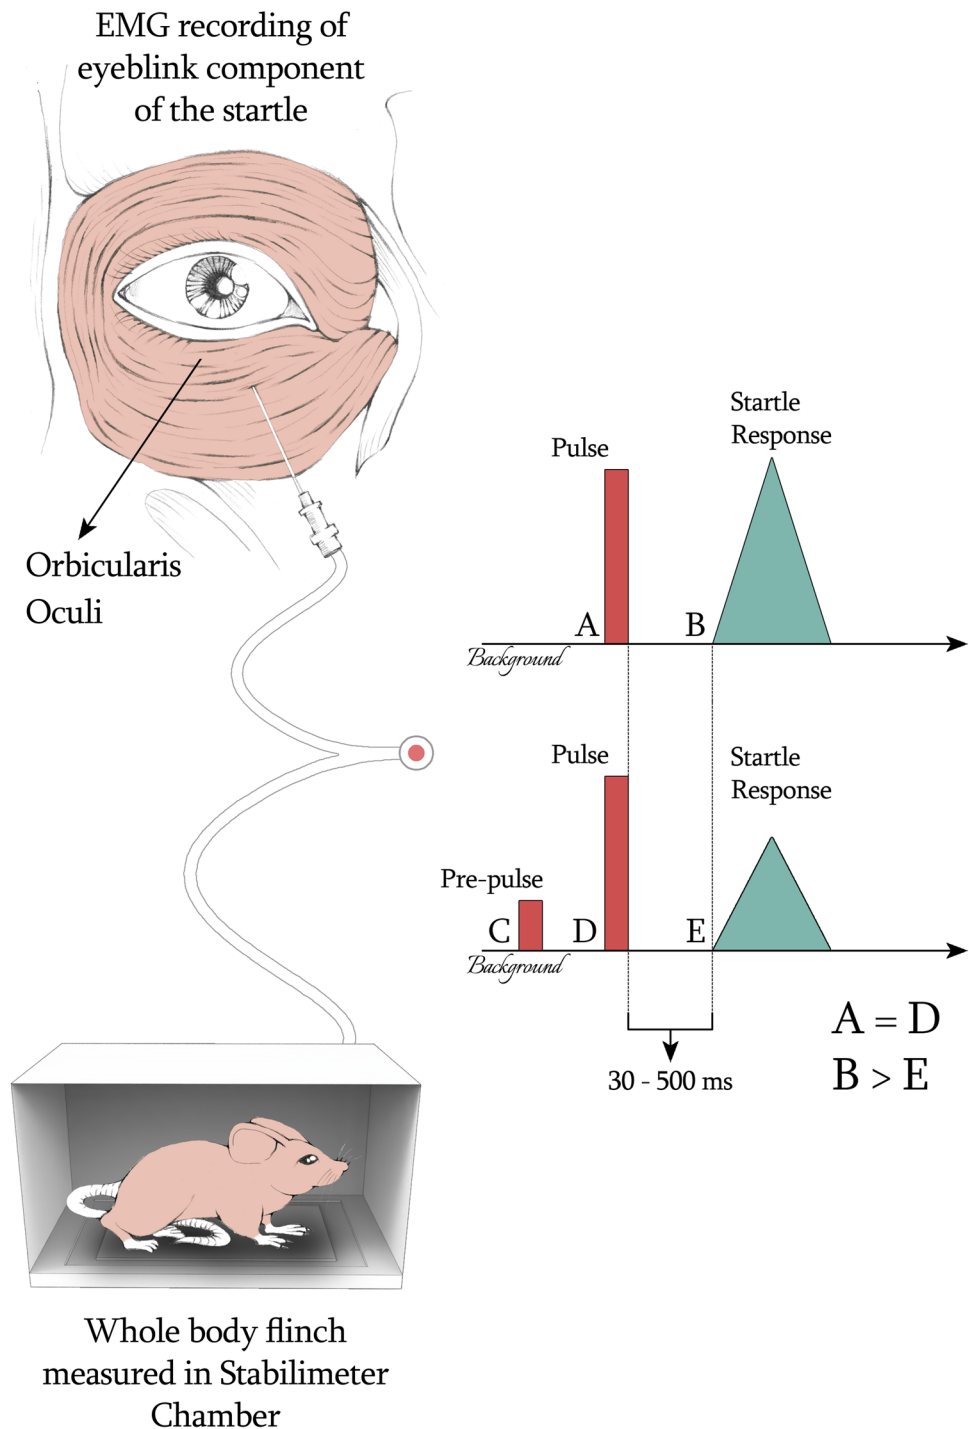 EMG recording of
eyeblink component
of the startle
Orbicularis
Oculi
Startle
Response
Pulse
A
B
Background
Pulse
Startle
Response
Pre-pulse
C
D
E
Background
A = D
B > E
30 - 500 ms
Whole body flinch
measured in Stabilimeter
Chamber